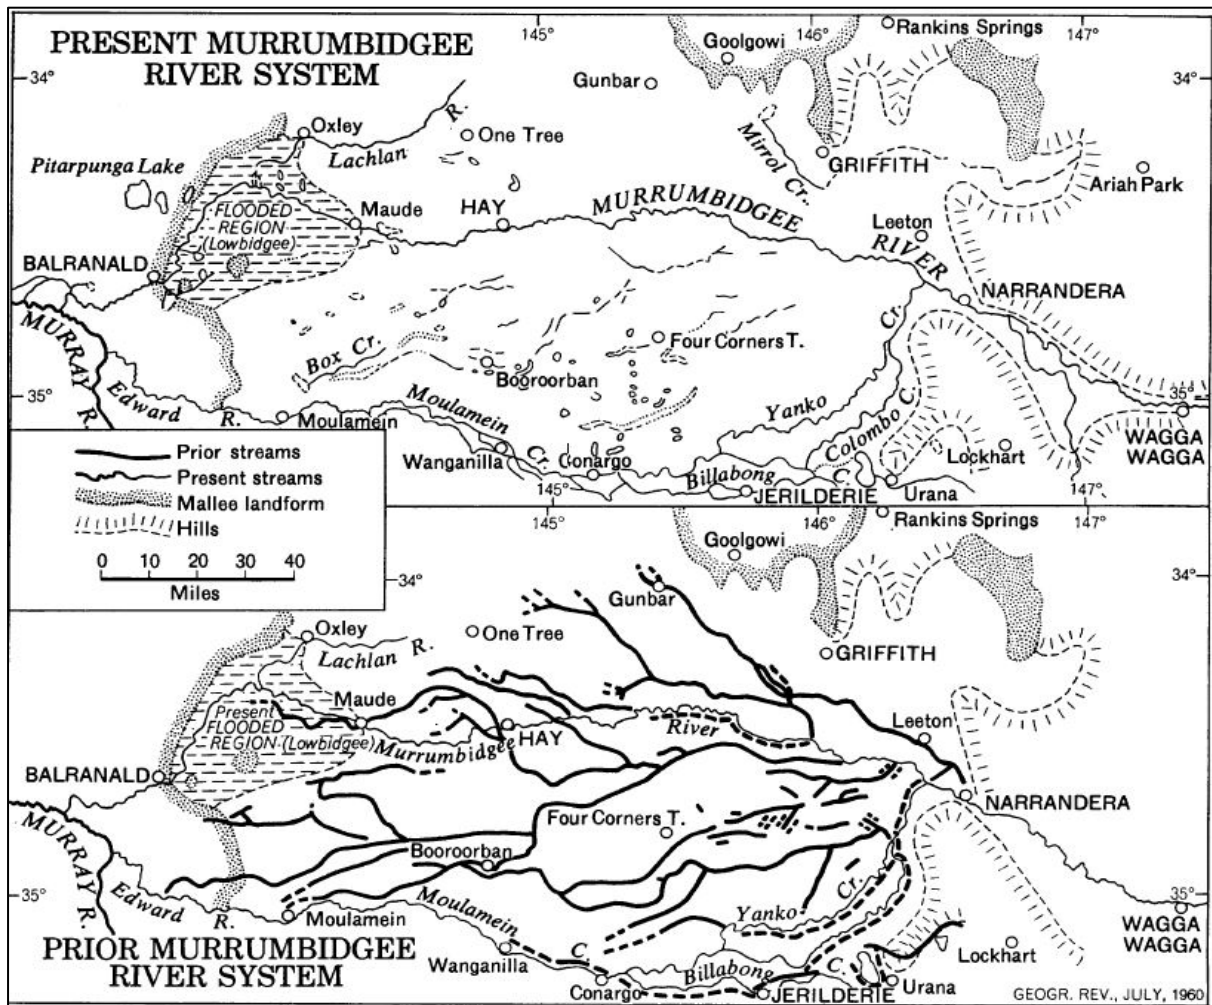 PRESENT MURRUMBIDGEE
RIVER SYSTEM
145°
146°
147°
34°
34°
Rankins Springs
Goolgowi
Gunbar
Oxley
Lachlan R.
One Tree
Mirrol Cr.
GRIFFITH
Ariah Park
Pitarpunga Lake
FLOODED
REGION
(Lowbidgee)
Maude
HAY
MURRUMBIDGEE
RIVER
Leeton
BALRANALD
NARRANDERA
MURRAY R.
Box Cr.
Four Corners T.
Booroorban
Yanko Cr.
Colombo C.
35°
35°
Edward R.
Moulamein
Moulamein Cr.
Wanganilla
Conargo
Billabong C.
JERILDERIE
Urana
Lockhart
WAGGA
WAGGA
145°
147°
Prior streams
Present streams
Mallee landform
Hills
0 10 20 30 40
Miles
145°
146°
147°
34°
34°
Rankins Springs
Goolgowi
Gunbar
Oxley
Lachlan R.
One Tree
GRIFFITH
Maude
Present
FLOODED
REGION (Lowbidgee)
Murrumbidgee
River
HAY
Leeton
BALRANALD
NARRANDERA
MURRAY R.
Four Corners T.
Booroorban
35°
35°
Edward R.
Moulamein
Moulamein C.
Yanko Cr.
Wanganilla
Conargo
Billabong C.
JERILDERIE
Urana
Lockhart
WAGGA
WAGGA
PRIOR MURRUMBIDGEE
RIVER SYSTEM
GEOGR. REV., JULY, 1960